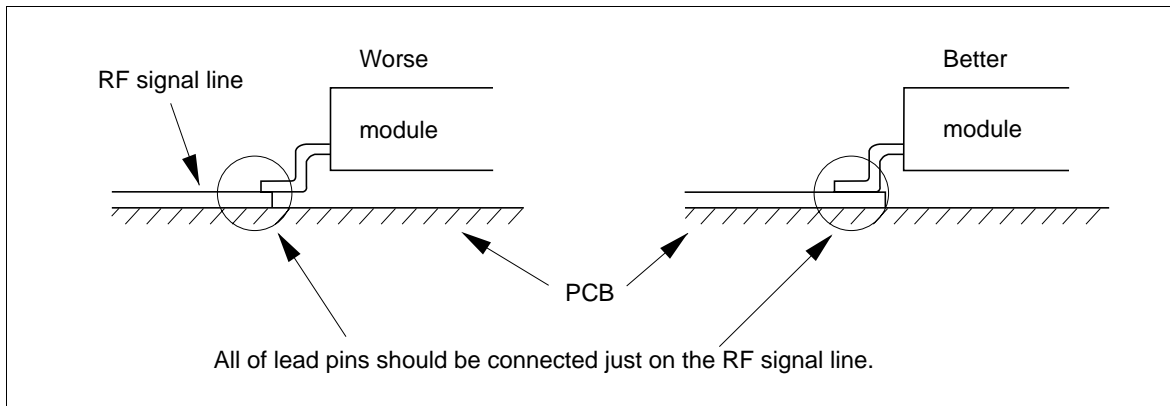 Worse
Better
RF signal line
module
module
PCB
All of lead pins should be connected just on the RF signal line.